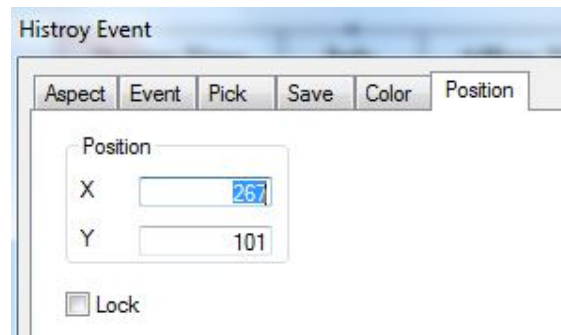 Histroy Event
Aspect Event Pick Save Color Position
Position
X 267
Y 101
Lock